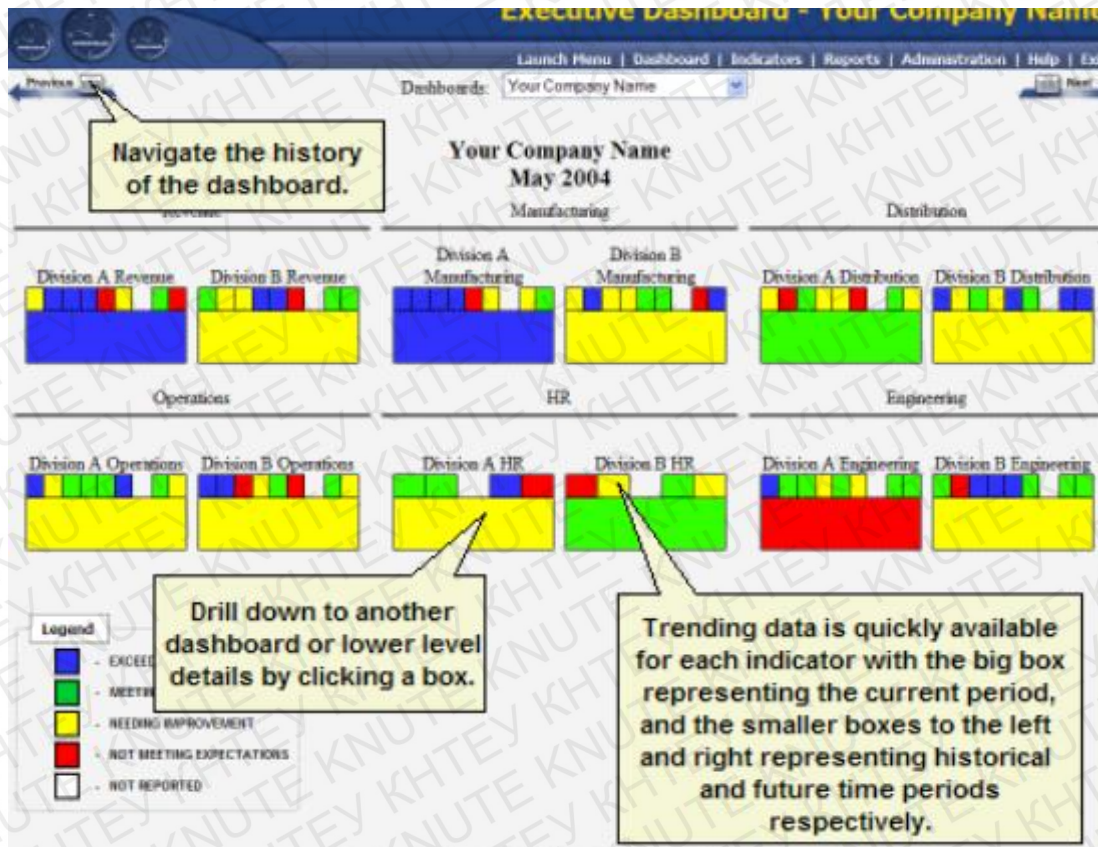 Executive Dashboard - Your Company Name
Launch Menu | Dashboard | Indicators | Reports | Administration | Help |
Previous
Dashboards: Your Company Name
Next
Navigate the history
of the dashboard.
Your Company Name
May 2004
Revenue Manufacturing Distribution
Division A Revenue Division B Revenue
Division A
Manufacturing
Division B
Manufacturing
Division A Distribution Division B Distribution
Operations HR Engineering
Division A Operations Division B Operations Division A HR Division B HR Division A Engineering Division B Engineering
Drill down to another
dashboard or lower level
details by clicking a box.
Trending data is quickly available
for each indicator with the big box
representing the current period,
and the smaller boxes to the left
and right representing historical
and future time periods
respectively.
Legend
- EXCEED
- MEETIN
- NEEDING IMPROVEMENT
- NOT MEETING EXPECTATIONS
- NOT REPORTED
KNUTE KHTEY